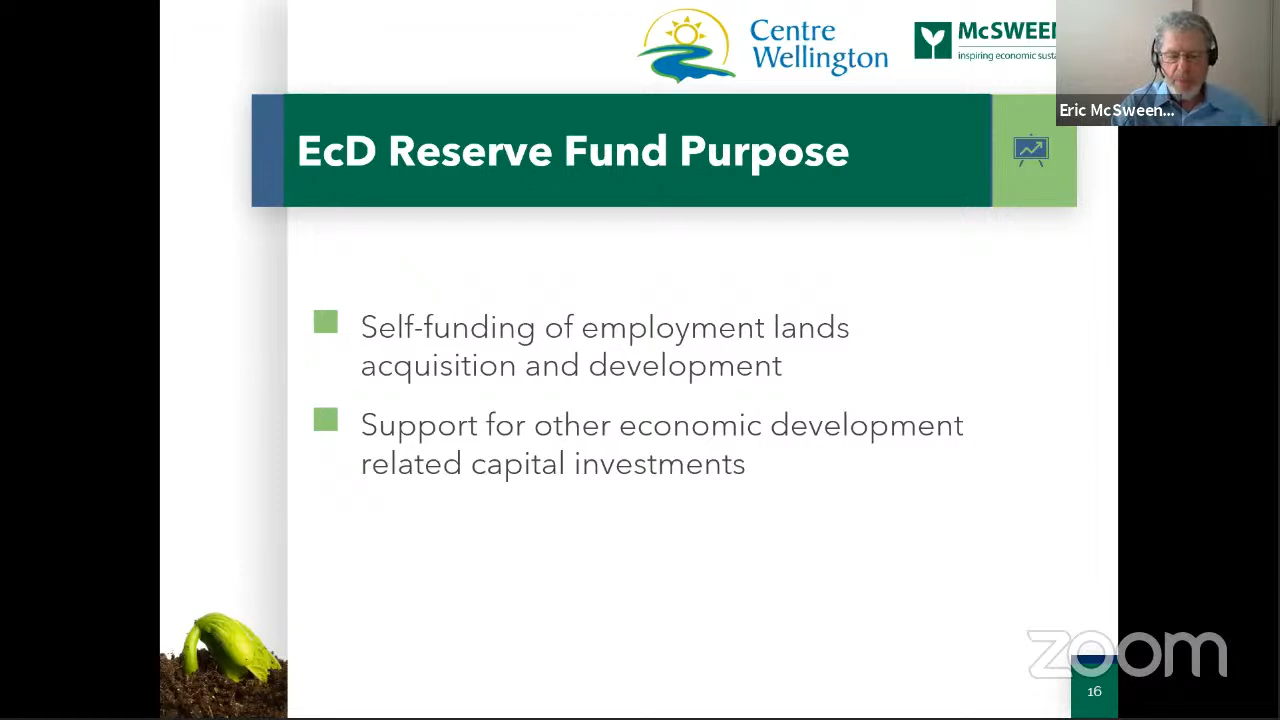 Centre
Wellington
McSWEEN
inspiring economic susta
Eric McSween...
EcD Reserve Fund Purpose
Self-funding of employment lands
acquisition and development
Support for other economic development
related capital investments
zoom
16